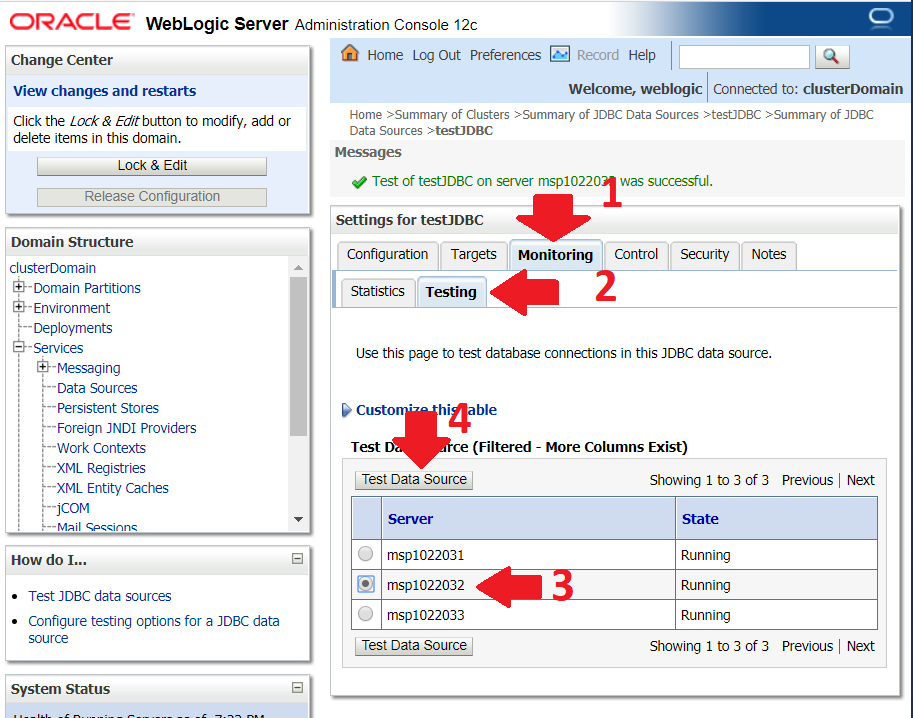 ORACLE WebLogic Server Administration Console 12c
Change Center
View changes and restarts
Click the Lock & Edit button to modify, add or
delete items in this domain.
Lock & Edit
Release Configuration
Domain Structure
clusterDomain
Domain Partitions
Environment
Deployments
Services
Messaging
Data Sources
Persistent Stores
Foreign JNDI Providers
Work Contexts
XML Registries
XML Entity Caches
jCOM
Mail Sessions
How do I...
Test JDBC data sources
Configure testing options for a JDBC data
source
System Status
Health of Running Servers as of 7:22 PM
Home Log Out Preferences Record Help
Welcome, weblogic Connected to: clusterDomain
Home >Summary of Clusters >Summary of JDBC Data Sources >testJDBC >Summary of JDBC
Data Sources >testJDBC
Messages
Test of testJDBC on server was successful.
1
Settings for testJDBC
Configuration Targets Monitoring Control Security Notes
Statistics Testing 2
Use this page to test database connections in this JDBC data source.
Customize this table
4
Test Data Source (Filtered - More Columns Exist)
Test Data Source Showing 1 to 3 of 3 Previous | Next
Server State
msp1022031 Running
msp1022032 Running
3
msp1022033 Running
Test Data Source Showing 1 to 3 of 3 Previous | Next